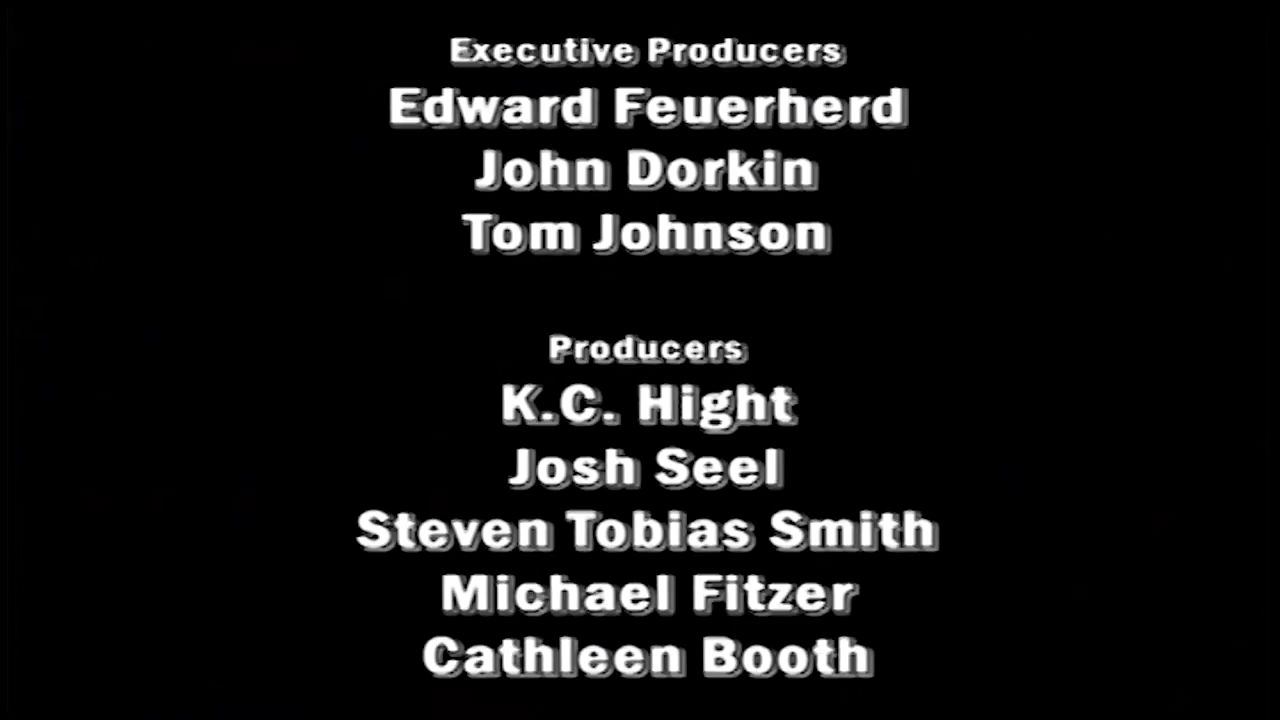 Executive Producers
Edward Feuerherd
John Dorkin
Tom Johnson
Producers
K.C. Hight
Josh Seel
Steven Tobias Smith
Michael Fitzer
Cathleen Booth